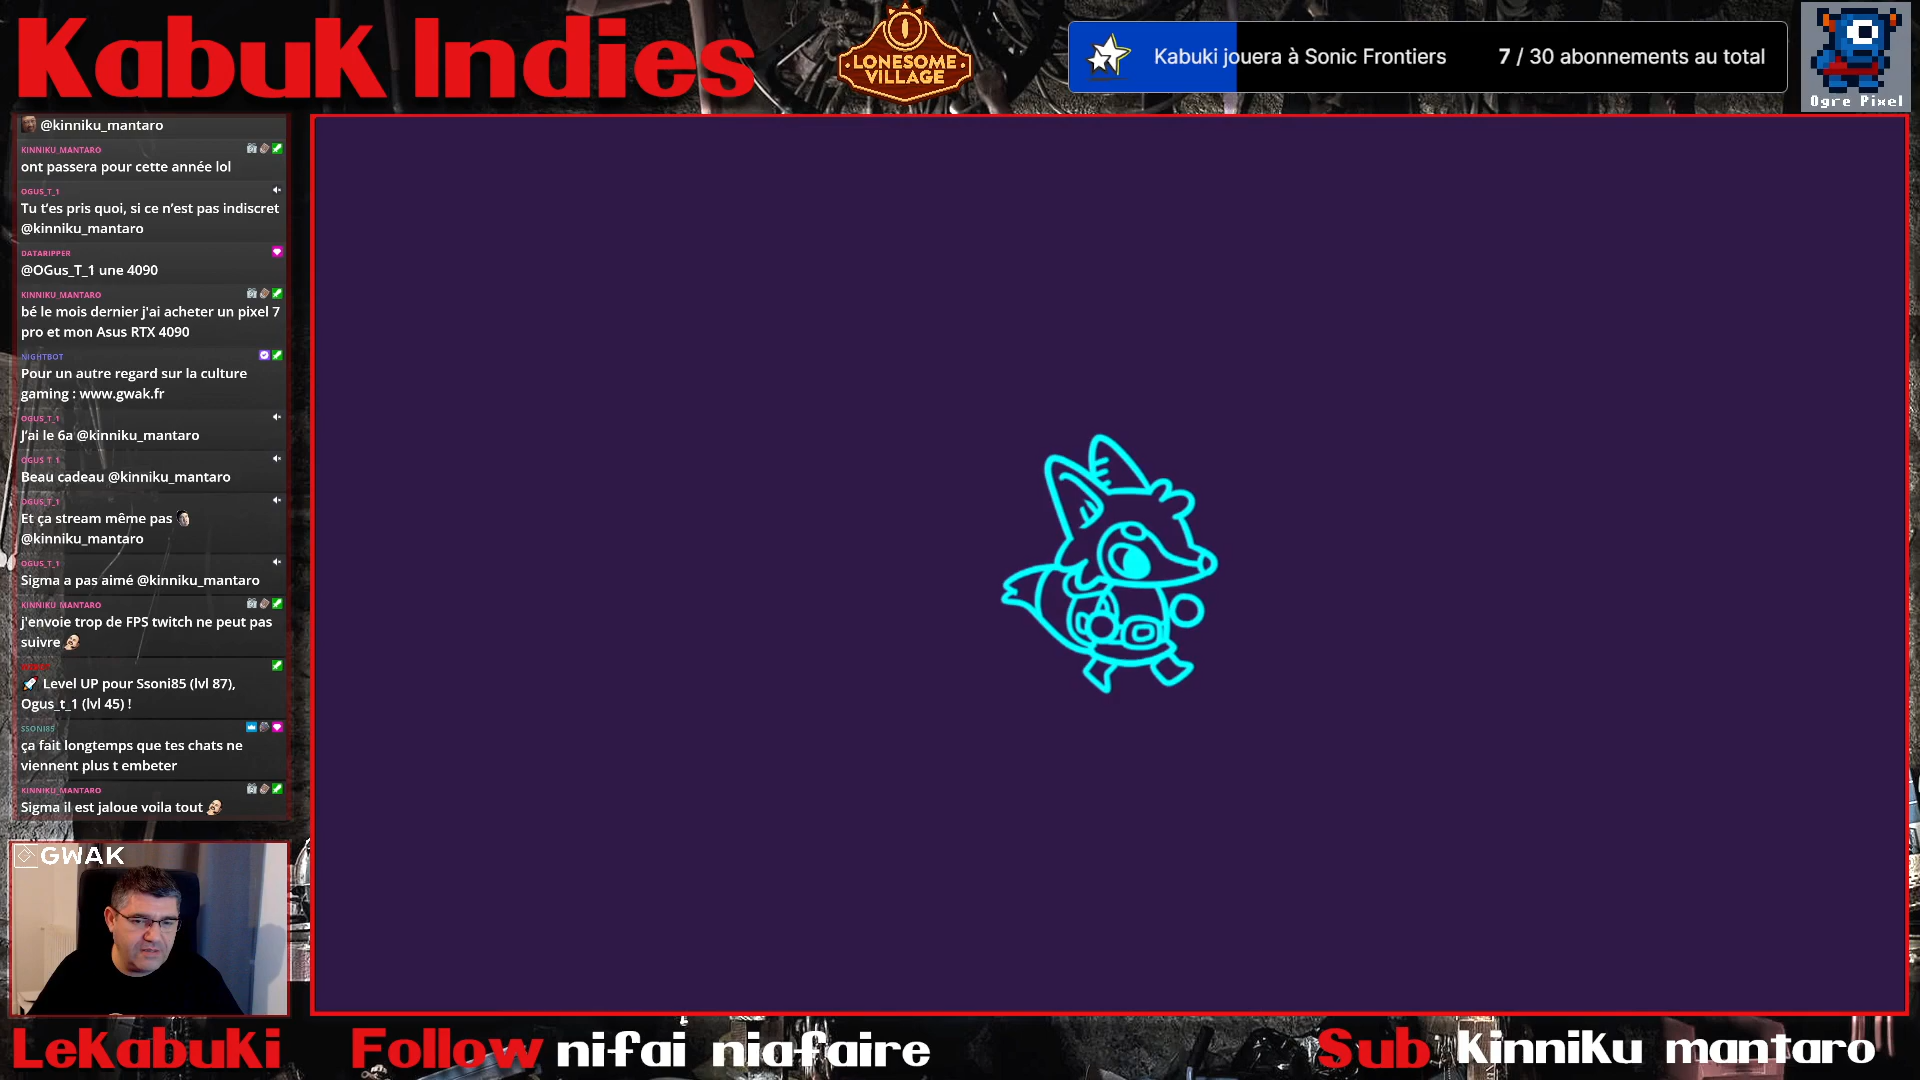 Kabuk Indies
LONESOME
VILLAGE
Kabuki jouera à Sonic Frontiers 7 / 30 abonnements au total
Ogre Pixel
@kinniku_mantaro
KINNIKU_MANTARO
ont passera pour cette année lol
OGUS_T_1
Tu t'es pris quoi, si ce n'est pas indiscret
@kinniku_mantaro
DATARIPPER
@OGus_T_1 une 4090
KINNIKU_MANTARO
bé le mois dernier j'ai acheter un pixel 7
pro et mon Asus RTX 4090
NIGHTBOT
Pour un autre regard sur la culture
gaming : www.gwak.fr
OGUS_T_1
J'ai le 6a @kinniku_mantaro
OGUS_T_1
Beau cadeau @kinniku_mantaro
OGUS_T_1
Et ça stream même pas
@kinniku_mantaro
OGUS_T_1
Sigma a pas aimé @kinniku_mantaro
KINNIKU_MANTARO
j'envoie trop de FPS twitch ne peut pas
suivre
Level UP pour Ssoni85 (lvl 87),
Ogus_t_1 (lvl 45) !
SSONI85
ça fait longtemps que tes chats ne
viennent plus t embeter
KINNIKU_MANTARO
Sigma il est jaloue voila tout
GWAK
LeKabuki Follow nifai niafaire Sub Kinniku mantaro